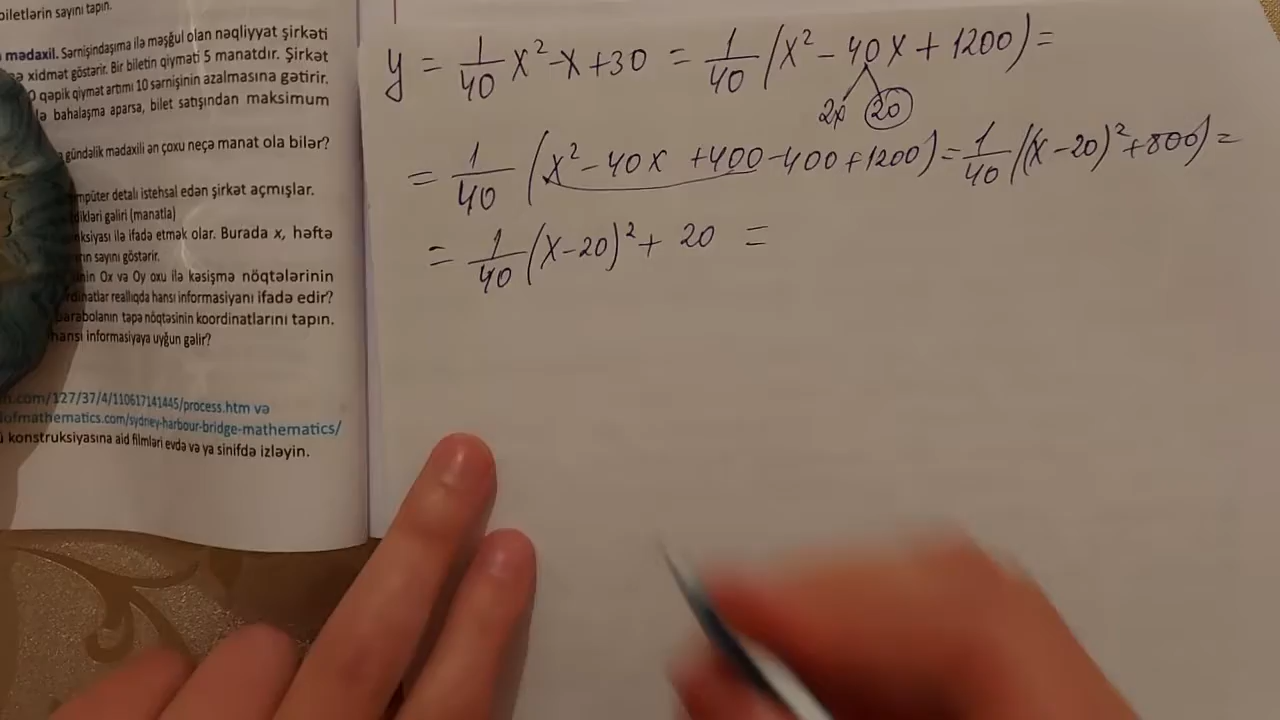 biletlərin sayını tapın.
mədaxil. Sərnişindaşıma ilə məşğul olan nəqliyyat şirkəti
xidmət göstərir. Bir biletin qiyməti 5 manatdır. Şirkət
qəpik qiymət artımı 10 sərnişinin azalmasına gətirir.
bahalaşma aparsa, bilet satışından maksimum
gündəlik mədaxili ən çoxu neçə manat ola bilər?
detalı istehsal edən şirkət açmışlar.
gəliri (manatla)
ilə ifadə etmək olar. Burada x, həftə
sayını göstərir.
Ox və Oy oxu ilə kəsişmə nöqtələrinin
reallıqda hansı informasiyanı ifadə edir?
parabolanın təpə nöqtəsinin koordinatlarını tapın.
hansı informasiyaya uyğun gəlir?
.com/127/37/4/110617141445/process.htm və
ofmathematics.com/sydney-harbour-bridge-mathematics/
konstruksiyasına aid filmləri evdə və ya sinifdə izləyin.
y = 1/40 x² - x + 30 = 1/40 (x² - 40x + 1200) =
2x 20
= 1/40 (x² - 40x + 400 - 400 + 1200) = 1/40 ((x - 20)² + 800) =
= 1/40 (x - 20)² + 20 =